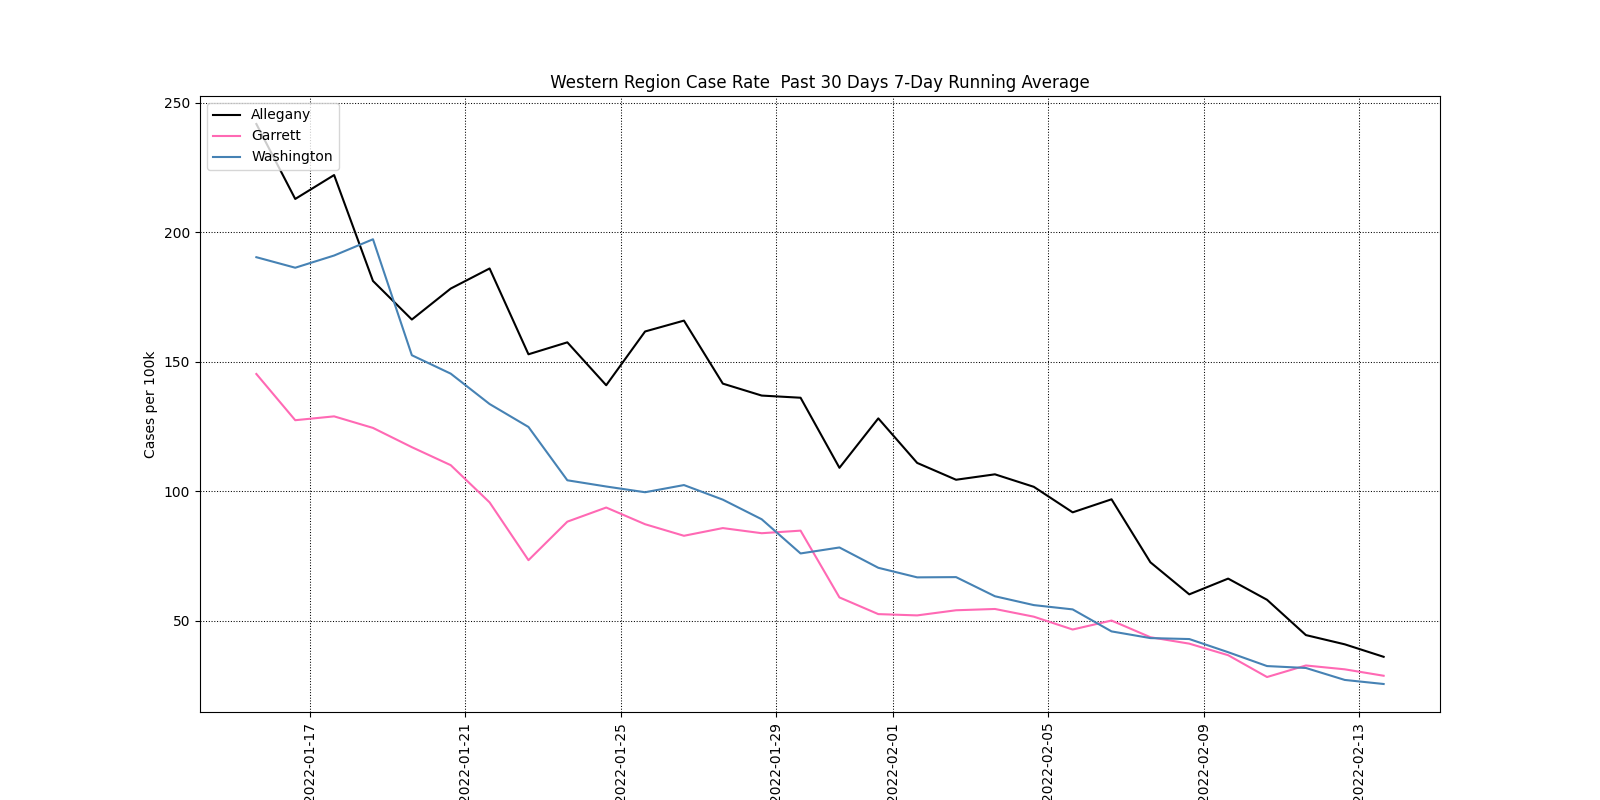 Western Region Case Rate  Past 30 Days 7-Day Running Average
Allegany
Garrett
Washington
Cases per 100k
250
200
150
100
50
2022-01-17
2022-01-21
2022-01-25
2022-01-29
2022-02-01
2022-02-05
2022-02-09
2022-02-13